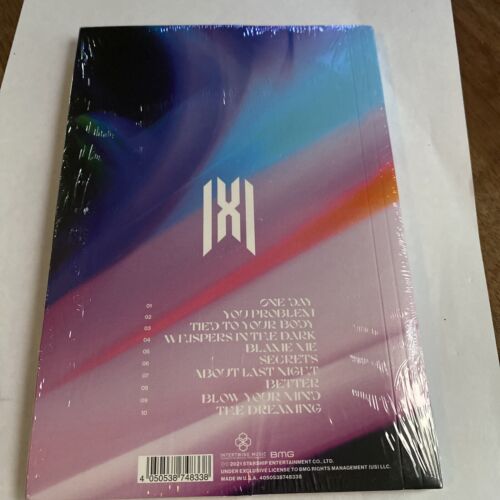 01 ONE DAY
02 YOU PROBLEM
03 TIED TO YOUR BODY
04 WHISPERS IN THE DARK
05 BLAME ME
06 SECRETS
07 ABOUT LAST NIGHT
08 BETTER
09 BLOW YOUR MIND
10 THE DREAMING
INTERTWINE MUSIC BMG
℗© 2021 STARSHIP ENTERTAINMENT CO., LTD.
UNDER EXCLUSIVE LICENSE TO BMG RIGHTS MANAGEMENT (US) LLC.
MADE IN U.S.A. 4050538748338
4 050538 748338